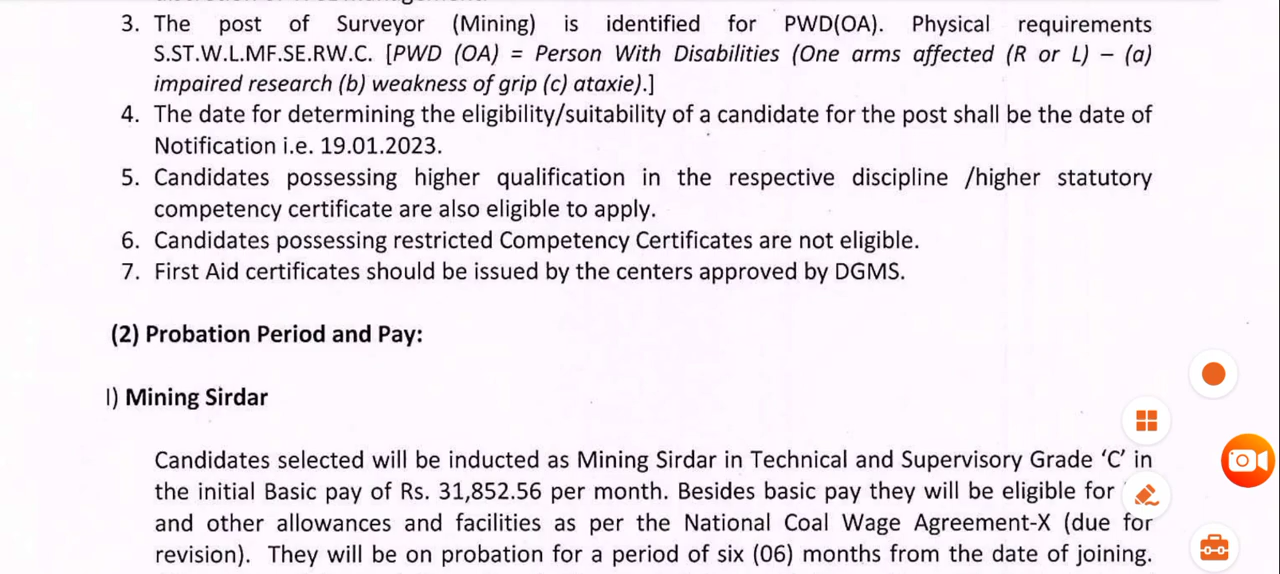 3. The post of Surveyor (Mining) is identified for PWD(OA). Physical requirements
S.ST.W.L.MF.SE.RW.C. [PWD (OA) = Person With Disabilities (One arms affected (R or L) – (a)
impaired research (b) weakness of grip (c) ataxie).]
4. The date for determining the eligibility/suitability of a candidate for the post shall be the date of
Notification i.e. 19.01.2023.
5. Candidates possessing higher qualification in the respective discipline /higher statutory
competency certificate are also eligible to apply.
6. Candidates possessing restricted Competency Certificates are not eligible.
7. First Aid certificates should be issued by the centers approved by DGMS.
(2) Probation Period and Pay:
I) Mining Sirdar
Candidates selected will be inducted as Mining Sirdar in Technical and Supervisory Grade ‘C’ in
the initial Basic pay of Rs. 31,852.56 per month. Besides basic pay they will be eligible for
and other allowances and facilities as per the National Coal Wage Agreement-X (due for
revision). They will be on probation for a period of six (06) months from the date of joining.